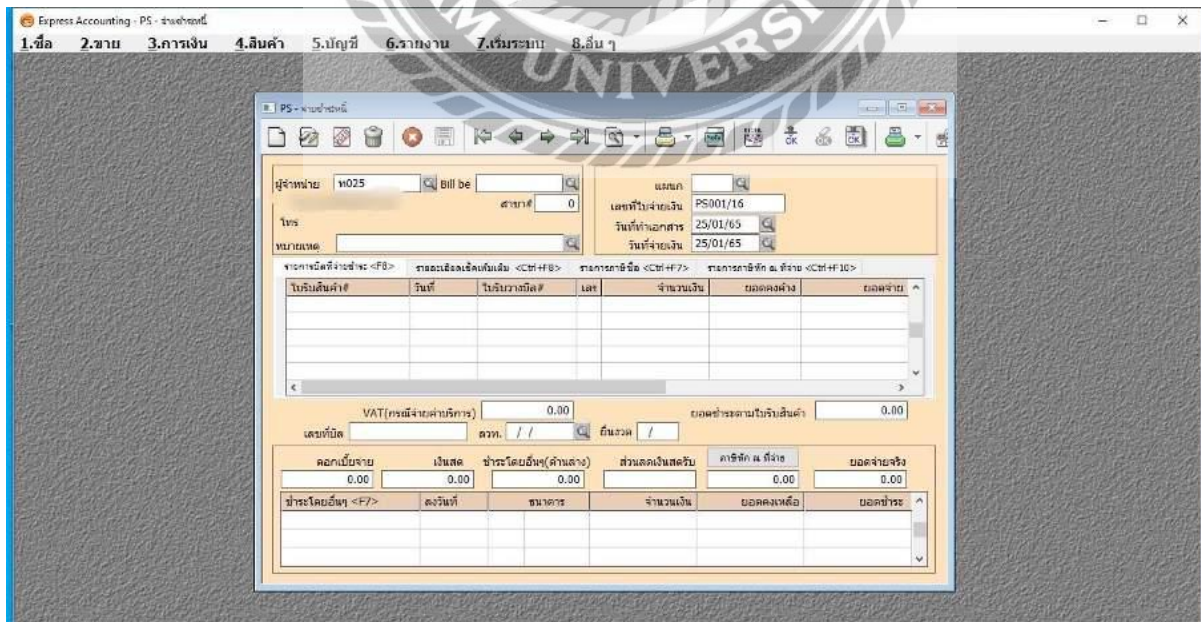 Express Accounting - PS - จ่ายชำระหนี้
1.ซื้อ 2.ขาย 3.การเงิน 4.สินค้า 5.บัญชี 6.รายงาน 7.เริ่มระบบ 8.อื่น ๆ
UNIVERS
PS - จ่ายชำระหนี้
ผู้จำหน่าย ท025 Bill be
สาขา# 0
โทร
หมายเหตุ
แผนก
เลขที่ใบจ่ายเงิน PS001/16
วันที่ทำเอกสาร 25/01/65
วันที่จ่ายเงิน 25/01/65
รายการบิลที่จ่ายชำระ <F8> รายละเอียดเช็คเพิ่มเติม <Ctrl+F8> รายการภาษีซื้อ <Ctrl+F7> รายการภาษีหัก ณ ที่จ่าย <Ctrl+F10>
ใบรับสินค้า# วันที่ ใบรับวางบิล# เลข จำนวนเงิน ยอดคงค้าง ยอดจ่าย
VAT(กรณีจ่ายค่าบริการ) 0.00 ยอดชำระตามใบรับสินค้า 0.00
เลขที่บิล ลวท. / / ยื่นงวด /
ดอกเบี้ยจ่าย เงินสด ชำระโดยอื่นๆ(ด้านล่าง) ส่วนลดเงินสดรับ ภาษีหัก ณ ที่จ่าย ยอดจ่ายจริง
0.00 0.00 0.00 0.00 0.00
ชำระโดยอื่นๆ <F7> ลงวันที่ ธนาคาร จำนวนเงิน ยอดคงเหลือ ยอดชำระ